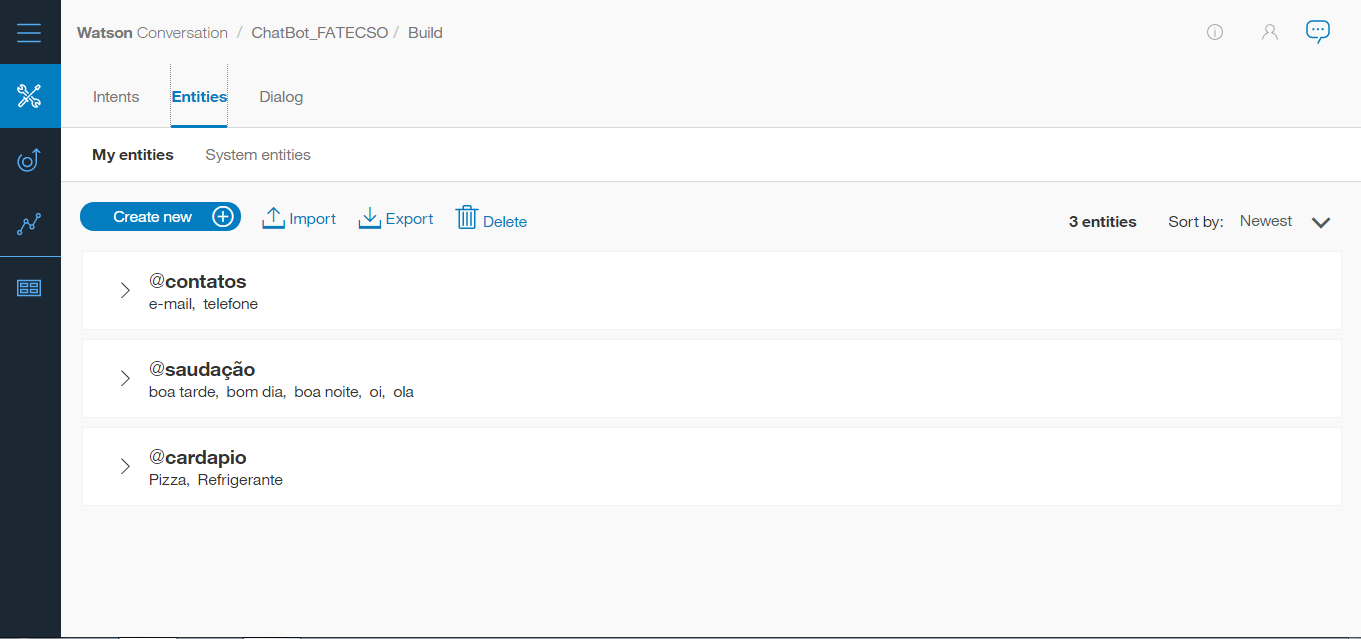 Watson Conversation / ChatBot_FATECSO / Build
Intents Entities Dialog
My entities System entities
Create new Import Export Delete 3 entities Sort by: Newest
@contatos
e-mail, telefone
@saudação
boa tarde, bom dia, boa noite, oi, ola
@cardapio
Pizza, Refrigerante